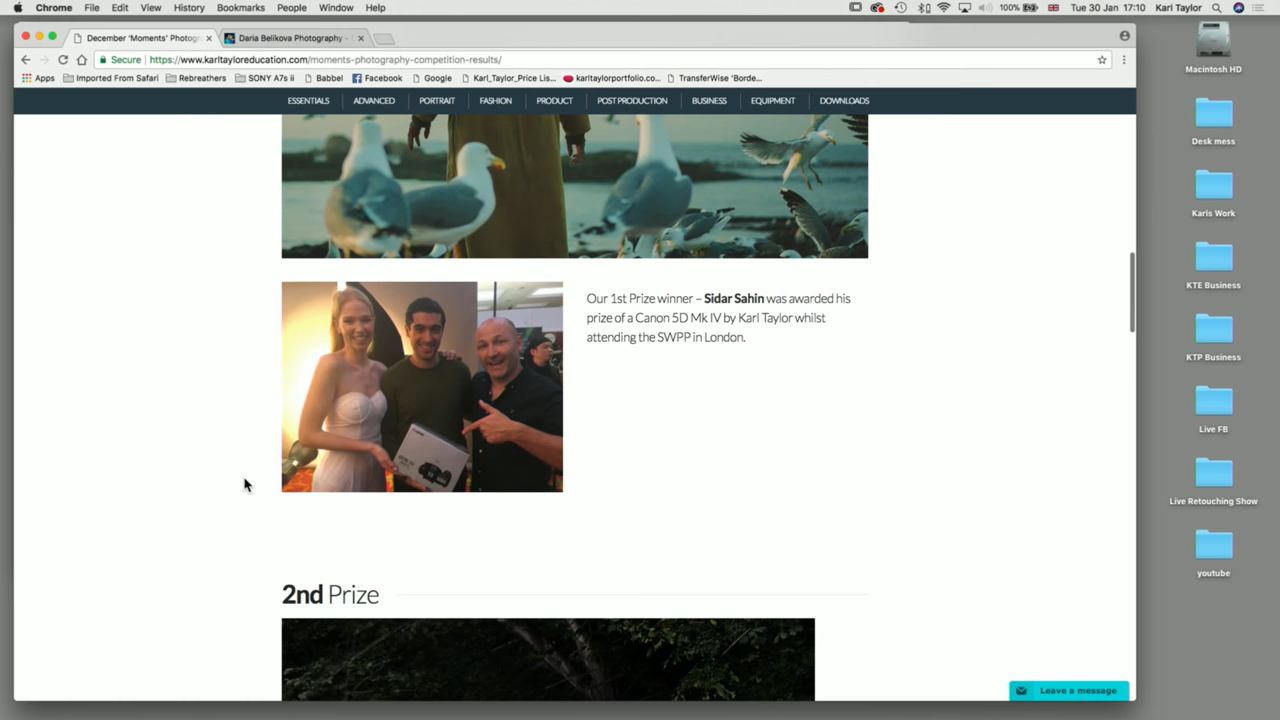 Chrome File Edit View History Bookmarks People Window Help 100% Tue 30 Jan 17:10 Karl Taylor
December 'Moments' Photogr
Daria Belikova Photography - C
Secure https://www.karltayloreducation.com/moments-photography-competition-results/
Apps Imported From Safari Rebreathers SONY A7s ii Babbel Facebook Google Karl_Taylor_Price Lis... karltaylorportfolio.co... TransferWise 'Borde...
ESSENTIALS ADVANCED PORTRAIT FASHION PRODUCT POST PRODUCTION BUSINESS EQUIPMENT DOWNLOADS
Our 1st Prize winner – Sidar Sahin was awarded his
prize of a Canon 5D Mk IV by Karl Taylor whilst
attending the SWPP in London.
2nd Prize
Leave a message
Macintosh HD
Desk mess
Karls Work
KTE Business
KTP Business
Live FB
Live Retouching Show
youtube